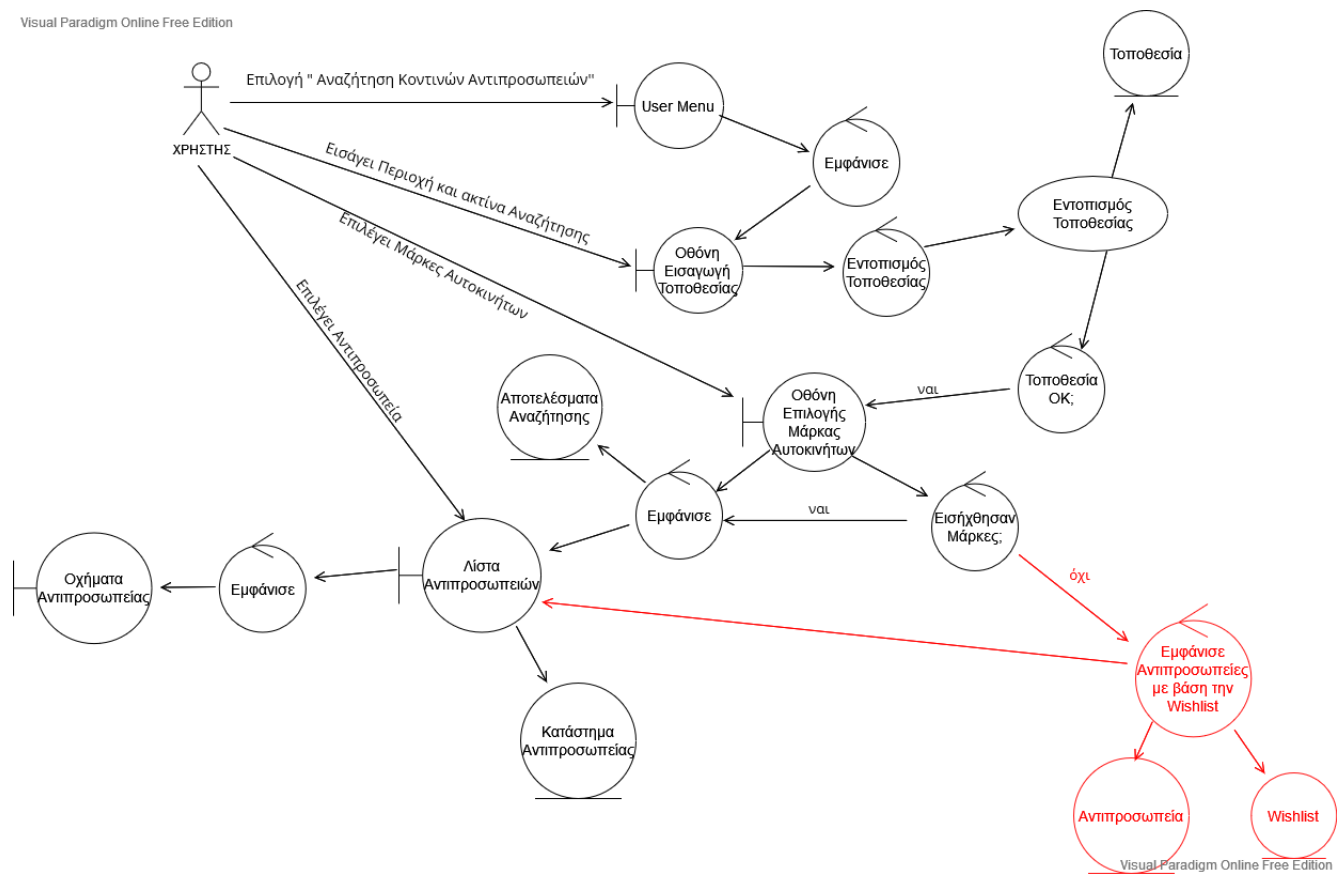 Visual Paradigm Online Free Edition
Τοποθεσία
Επιλογή " Αναζήτηση Κοντινών Αντιπροσωπειών"
User Menu
ΧΡΗΣΤΗΣ
Εμφάνισε
Εισάγει Περιοχή και ακτίνα Αναζήτησης
Εντοπισμός
Τοποθεσίας
Επιλέγει Μάρκες Αυτοκινήτων
Οθόνη
Εισαγωγή
Τοποθεσίας
Εντοπισμός
Τοποθεσίας
Επιλέγει Αντιπροσωπεία
Τοποθεσία
OK;
ναι
Αποτελέσματα
Αναζήτησης
Οθόνη
Επιλογής
Μάρκας
Αυτοκινήτων
Εμφάνισε
ναι
Εισήχθησαν
Μάρκες;
Οχήματα
Αντιπροσωπείας
Εμφάνισε
Λίστα
Αντιπροσωπειών
όχι
Εμφάνισε
Αντιπροσωπείες
με βάση την
Wishlist
Κατάστημα
Αντιπροσωπείας
Αντιπροσωπεία
Wishlist
Visual Paradigm Online Free Edition